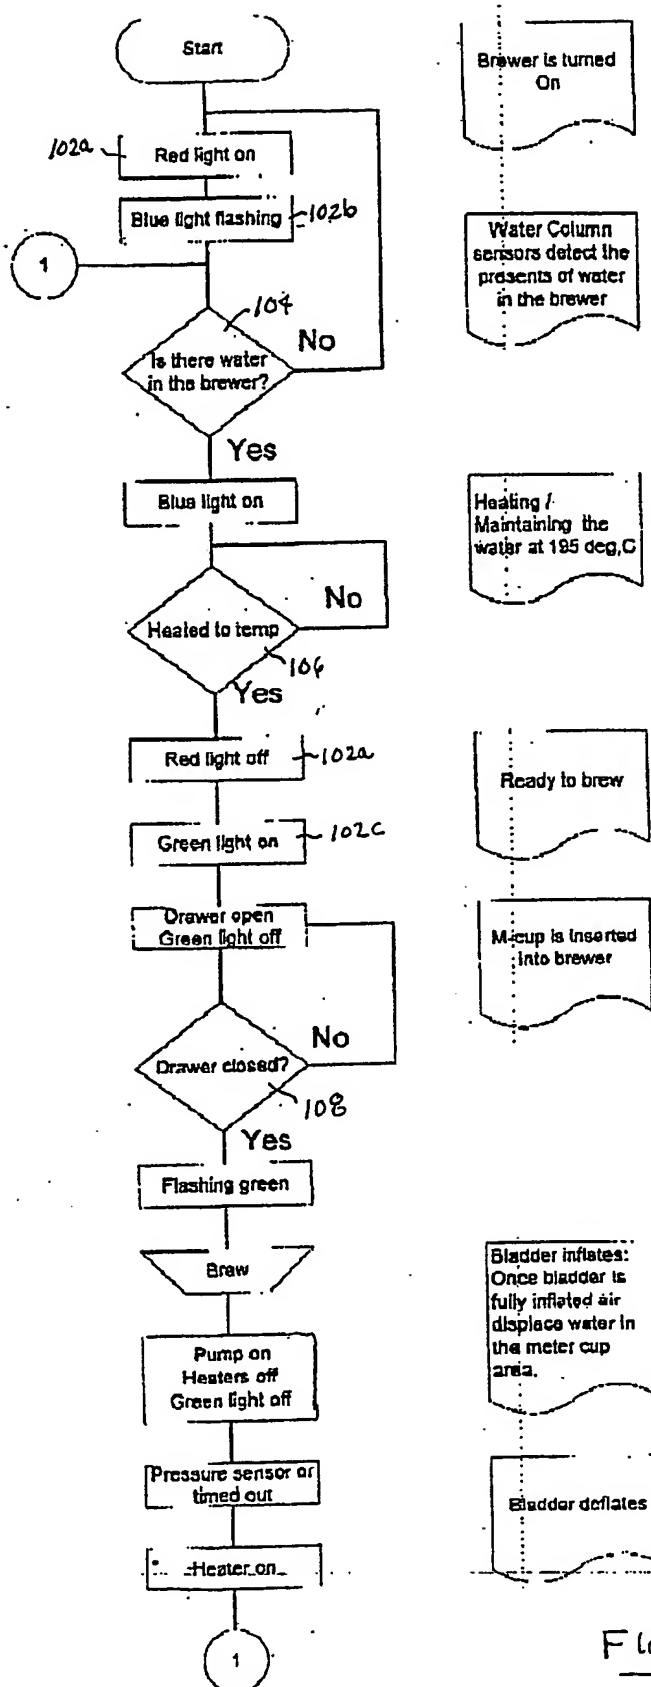 Start
Brewer is turned
On
102a
Red light on
Blue light flashing
102b
1
Water Column
sensors detect the
presents of water
in the brewer
104
No
Is there water
in the brewer?
Yes
Blue light on
Heating /
Maintaining the
water at 195 deg,C
No
Heated to temp
106
Yes
Red light off
102a
Ready to brew
Green light on
102c
Drawer open
Green light off
M-cup is inserted
into brewer
No
Drawer closed?
108
Yes
Flashing green
Brew
Bladder inflates:
Once bladder is
fully inflated air
displace water in
the meter cup
area.
Pump on
Heaters off
Green light off
Pressure sensor or
timed out
Bladder deflates
Heater on
1